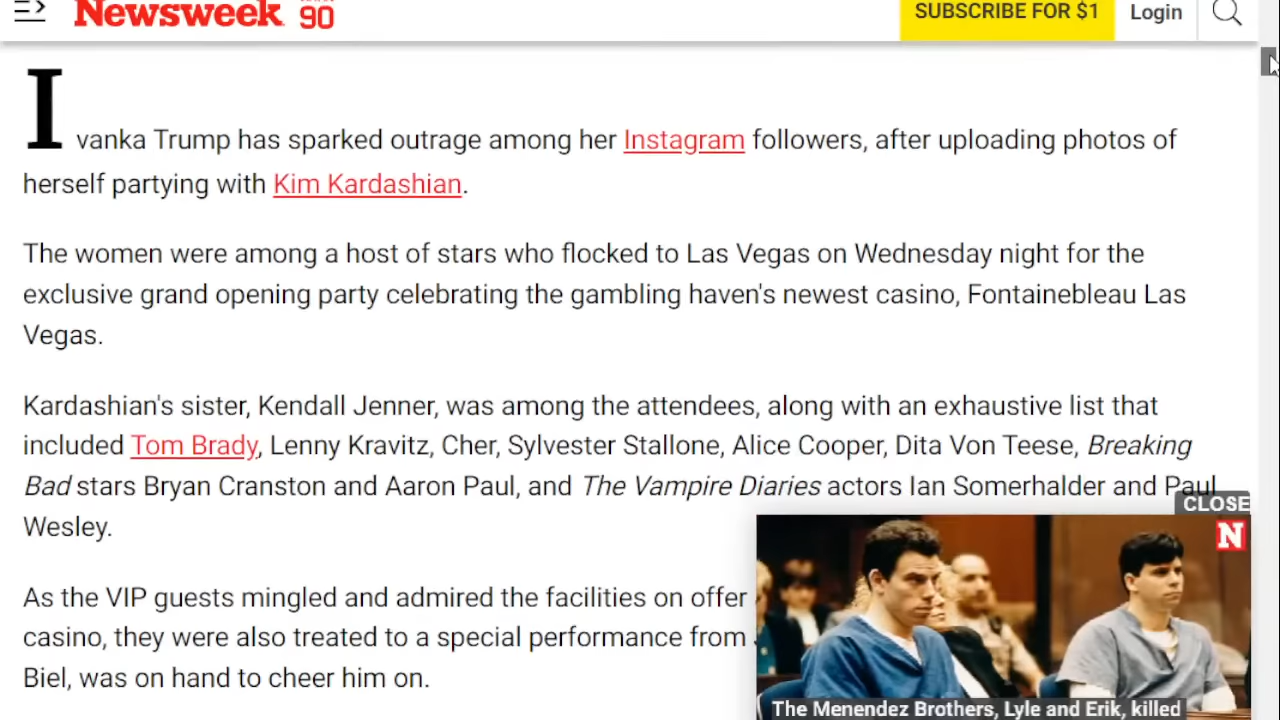 Newsweek
90
SUBSCRIBE FOR $1
Login
Ivanka Trump has sparked outrage among her Instagram followers, after uploading photos of
herself partying with Kim Kardashian.
The women were among a host of stars who flocked to Las Vegas on Wednesday night for the
exclusive grand opening party celebrating the gambling haven's newest casino, Fontainebleau Las
Vegas.
Kardashian's sister, Kendall Jenner, was among the attendees, along with an exhaustive list that
included Tom Brady, Lenny Kravitz, Cher, Sylvester Stallone, Alice Cooper, Dita Von Teese, Breaking
Bad stars Bryan Cranston and Aaron Paul, and The Vampire Diaries actors Ian Somerhalder and Paul
Wesley.
CLOSE
N
As the VIP guests mingled and admired the facilities on offer
casino, they were also treated to a special performance from
Biel, was on hand to cheer him on.
The Menendez Brothers, Lyle and Erik, killed